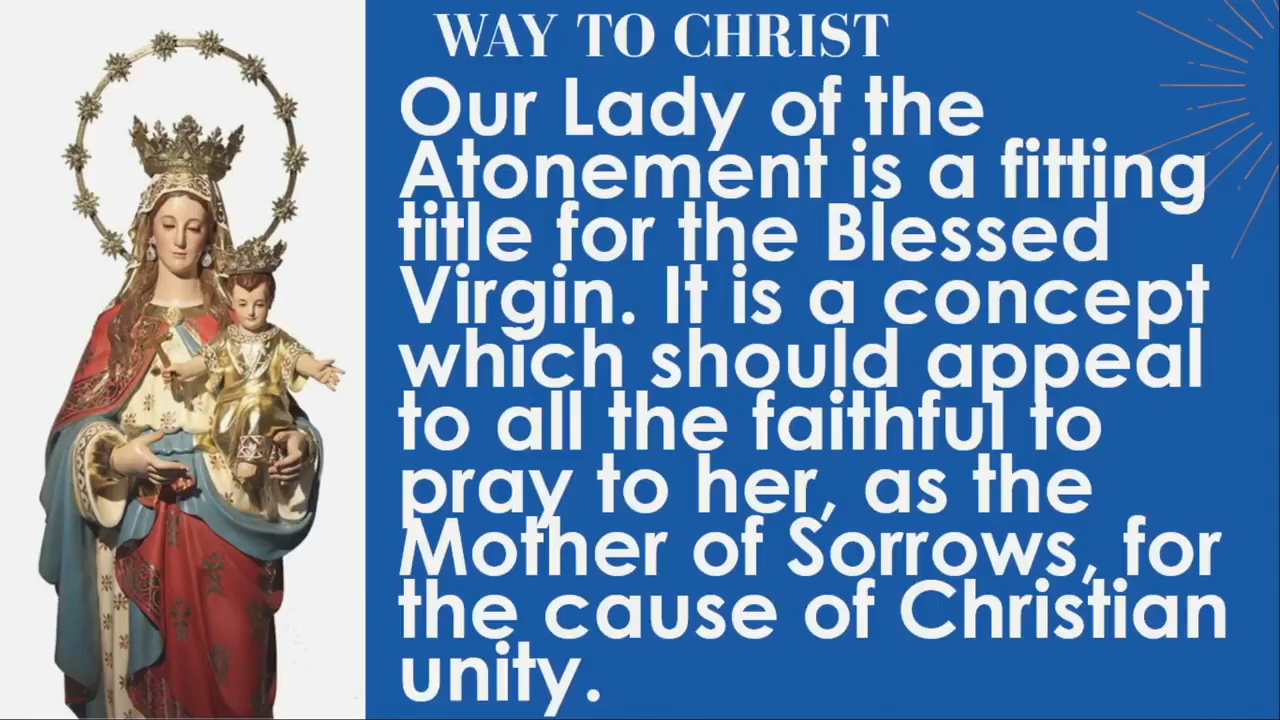 WAY TO CHRIST
Our Lady of the
Atonement is a fitting
title for the Blessed
Virgin. It is a concept
which should appeal
to all the faithful to
pray to her, as the
Mother of Sorrows, for
the cause of Christian
unity.